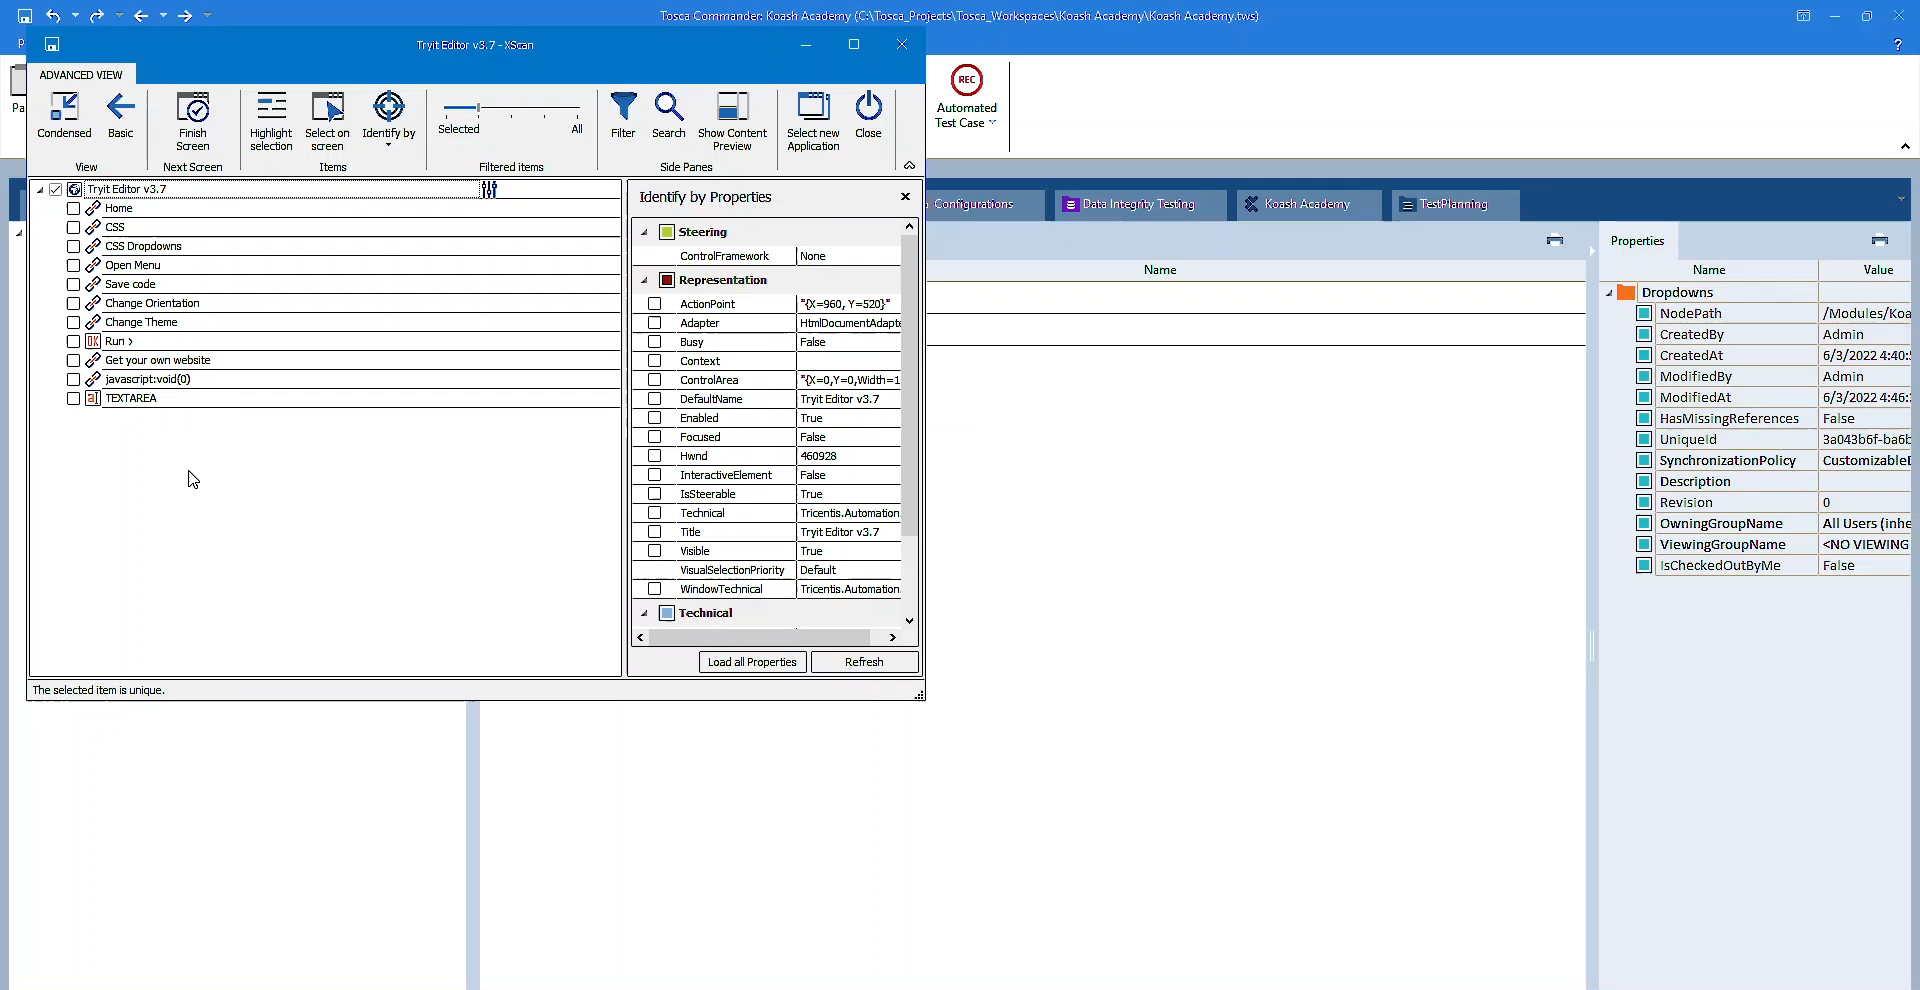 Tosca Commander: Koash Academy (C:\Tosca_Projects\Tosca_Workspaces\Koash Academy\Koash Academy.tws)
Tryit Editor v3.7 - XScan
?
ADVANCED VIEW
Condensed
Basic
Finish Screen
Highlight selection
Select on screen
Identify by
Selected
All
Filter
Search
Show Content Preview
Select new Application
Close
View
Next Screen
Items
Filtered items
Side Panes
REC
Automated Test Case
Pa
Tryit Editor v3.7
Home
CSS
CSS Dropdowns
Open Menu
Save code
Change Orientation
Change Theme
OK Run >
Get your own website
javascript:void(0)
a TEXTAREA
The selected item is unique.
Identify by Properties
Steering
ControlFramework None
Representation
ActionPoint "{X=960, Y=520}"
Adapter HtmlDocumentAdapte
Busy False
Context
ControlArea "{X=0,Y=0,Width=1
DefaultName Tryit Editor v3.7
Enabled True
Focused False
Hwnd 460928
InteractiveElement False
IsSteerable True
Technical Tricentis.Automation.
Title Tryit Editor v3.7
Visible True
VisualSelectionPriority Default
WindowTechnical Tricentis.Automation.
Technical
Load all Properties
Refresh
Configurations
Data Integrity Testing
Koash Academy
TestPlanning
Name
Properties
Name Value
Dropdowns
NodePath /Modules/Koa
CreatedBy Admin
CreatedAt 6/3/2022 4:40:5
ModifiedBy Admin
ModifiedAt 6/3/2022 4:46:
HasMissingReferences False
UniqueId 3a043b6f-ba6b
SynchronizationPolicy CustomizableD
Description
Revision 0
OwningGroupName All Users (inhe
ViewingGroupName <NO VIEWING
IsCheckedOutByMe False